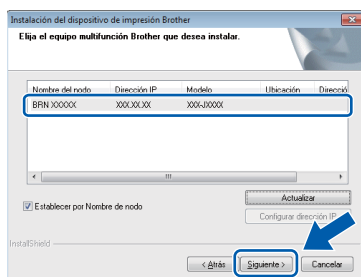 Instalación del dispositivo de impresión Brother
Elija el equipo multifunción Brother que desea instalar.
Nombre del nodo Dirección IP Modelo Ubicación Direcció
BRN XXXXXX XXX.XX.XX XXX-JXXXX
Actualizar
Establecer por Nombre de nodo
Configurar dirección IP
InstallShield
< Atrás Siguiente > Cancelar